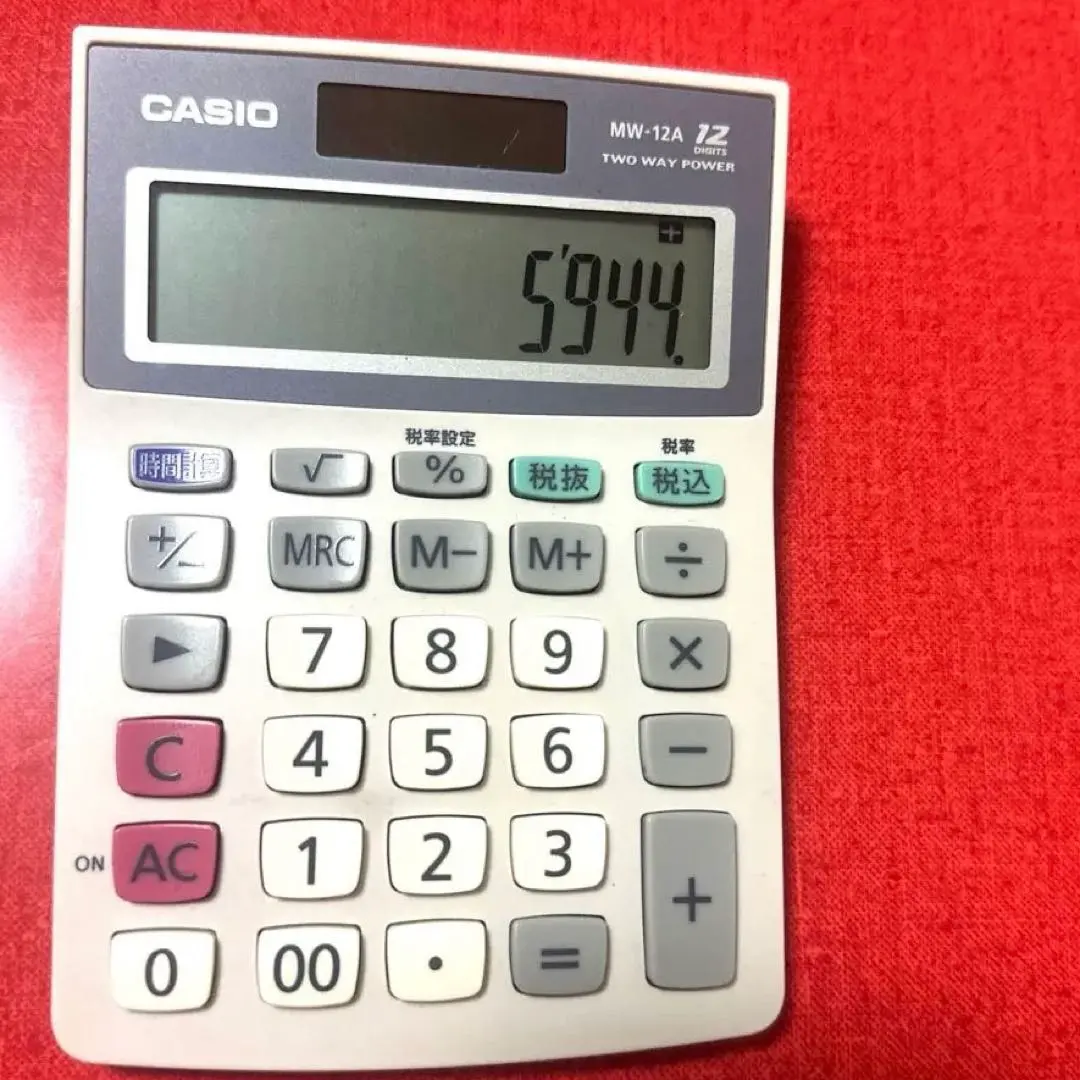 CASIO
MW-12A 12
DIGITS
TWO WAY POWER
+
5'944.
税率設定 税率
時間計算 √ % 税抜 税込
+/- MRC M- M+ ÷
▶ 7 8 9 ×
C 4 5 6 -
ON AC 1 2 3 +
0 00 . =